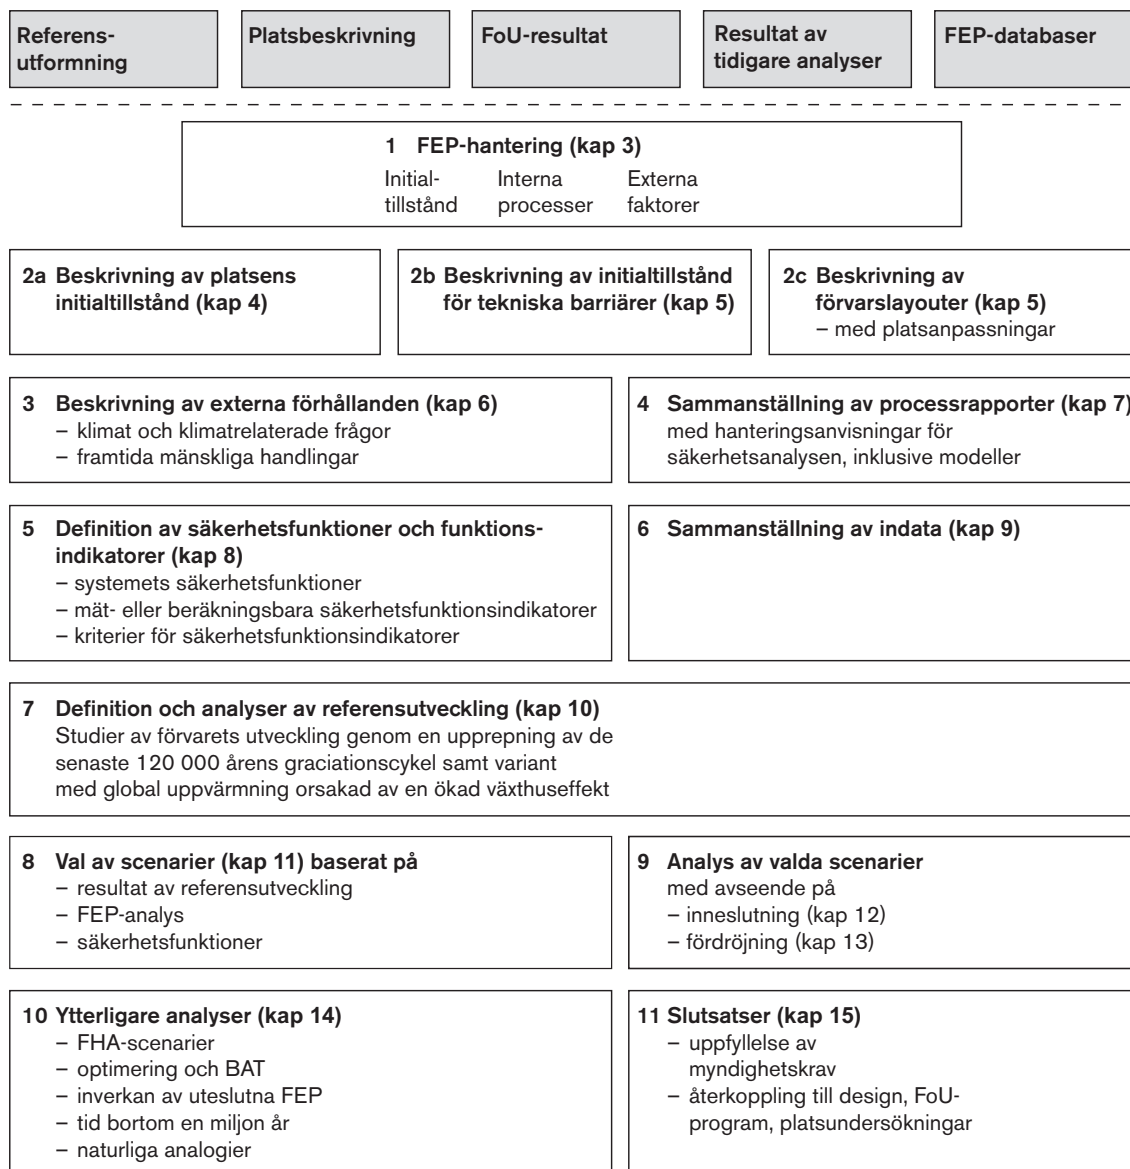 Referens-
utformning
Platsbeskrivning
FoU-resultat
Resultat av
tidigare analyser
FEP-databaser
1 FEP-hantering (kap 3)
Initial-
tillstånd
Interna
processer
Externa
faktorer
2a Beskrivning av platsens
initialtillstånd (kap 4)
2b Beskrivning av initialtillstånd
för tekniska barriärer (kap 5)
2c Beskrivning av
förvarslayouter (kap 5)
– med platsanpassningar
3 Beskrivning av externa förhållanden (kap 6)
– klimat och klimatrelaterade frågor
– framtida mänskliga handlingar
4 Sammanställning av processrapporter (kap 7)
med hanteringsanvisningar för
säkerhetsanalysen, inklusive modeller
5 Definition av säkerhetsfunktioner och funktions-
indikatorer (kap 8)
– systemets säkerhetsfunktioner
– mät- eller beräkningsbara säkerhetsfunktionsindikatorer
– kriterier för säkerhetsfunktionsindikatorer
6 Sammanställning av indata (kap 9)
7 Definition och analyser av referensutveckling (kap 10)
Studier av förvarets utveckling genom en upprepning av de
senaste 120 000 årens graciationscykel samt variant
med global uppvärmning orsakad av en ökad växthuseffekt
8 Val av scenarier (kap 11) baserat på
– resultat av referensutveckling
– FEP-analys
– säkerhetsfunktioner
9 Analys av valda scenarier
med avseende på
– inneslutning (kap 12)
– fördröjning (kap 13)
10 Ytterligare analyser (kap 14)
– FHA-scenarier
– optimering och BAT
– inverkan av uteslutna FEP
– tid bortom en miljon år
– naturliga analogier
11 Slutsatser (kap 15)
– uppfyllelse av
myndighetskrav
– återkoppling till design, FoU-
program, platsundersökningar